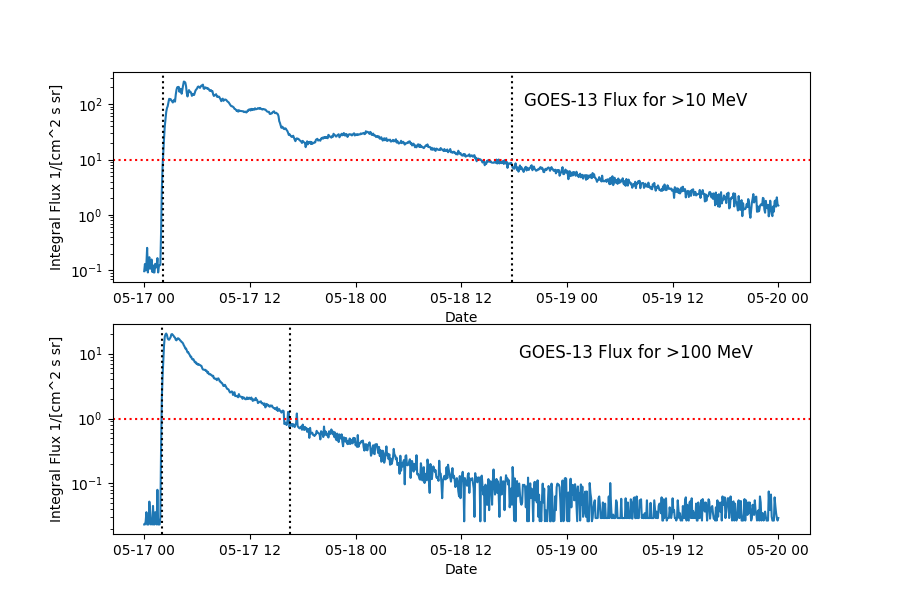 GOES-13 Flux for >10 MeV
Integral Flux 1/[cm^2 s sr]
10^2
10^1
10^0
10^-1
05-17 00 05-17 12 05-18 00 05-18 12 05-19 00 05-19 12 05-20 00
Date
GOES-13 Flux for >100 MeV
Integral Flux 1/[cm^2 s sr]
10^1
10^0
10^-1
05-17 00 05-17 12 05-18 00 05-18 12 05-19 00 05-19 12 05-20 00
Date